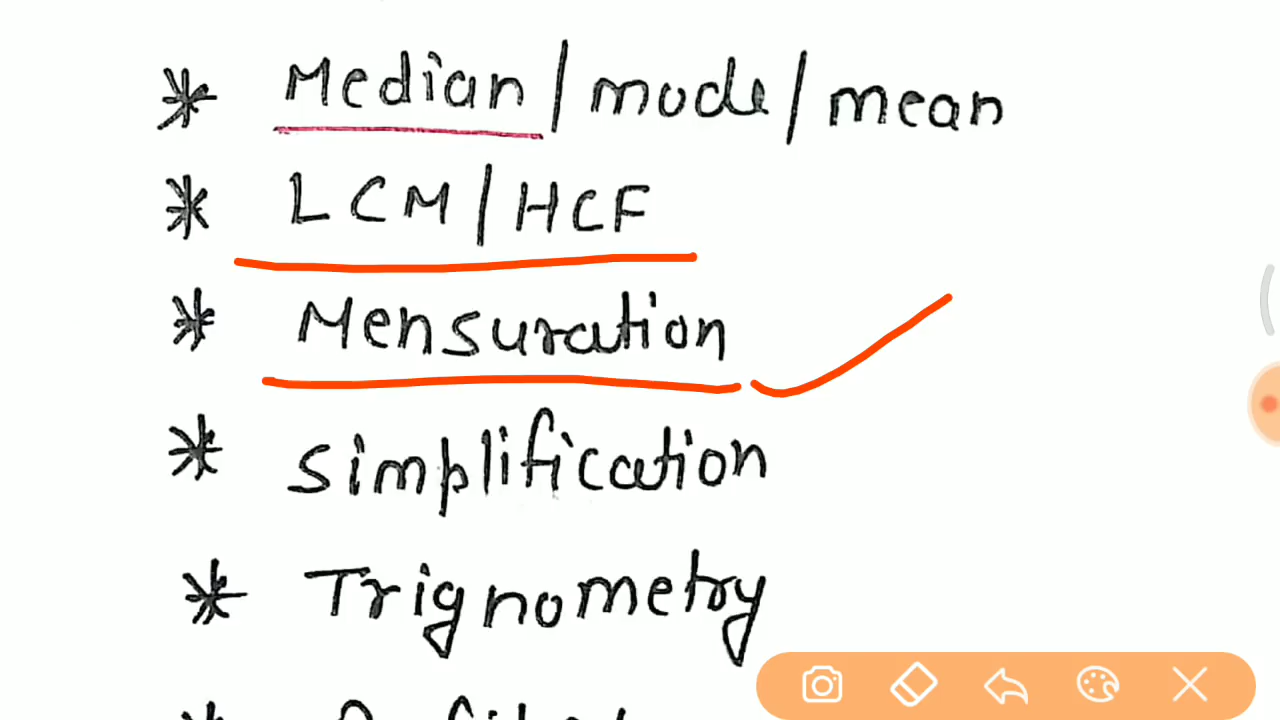 * Median/mode/mean
* LCM/HCF
* Mensuration
* Simplification
* Trignometry